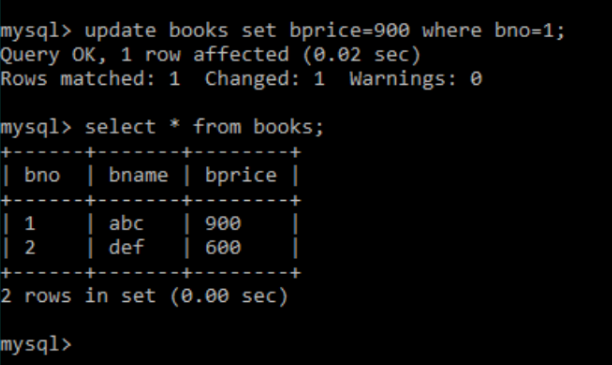 mysql> update books set bprice=900 where bno=1;
Query OK, 1 row affected (0.02 sec)
Rows matched: 1  Changed: 1  Warnings: 0
mysql> select * from books;
+------+-------+--------+
| bno  | bname | bprice |
+------+-------+--------+
| 1    | abc   | 900    |
| 2    | def   | 600    |
+------+-------+--------+
2 rows in set (0.00 sec)
mysql>